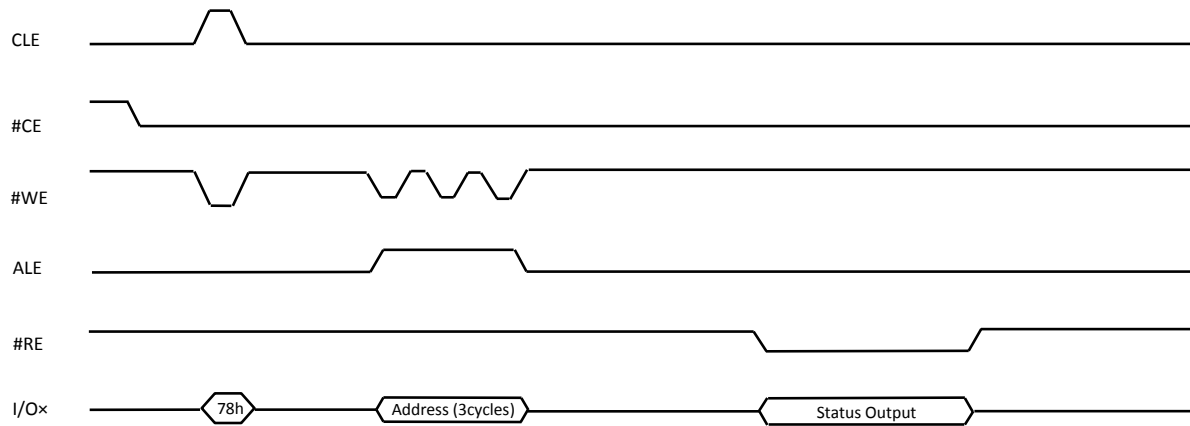 CLE
#CE
#WE
ALE
#RE
I/O×
78h
Address (3cycles)
Status Output